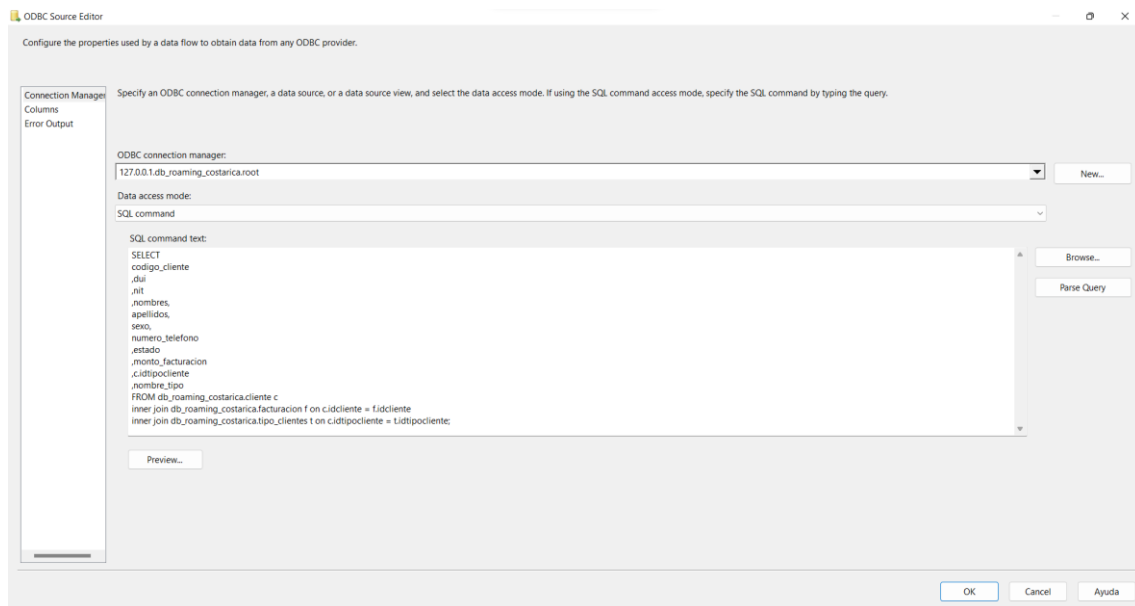 ODBC Source Editor
Configure the properties used by a data flow to obtain data from any ODBC provider.
Connection Manager
Columns
Error Output
Specify an ODBC connection manager, a data source, or a data source view, and select the data access mode. If using the SQL command access mode, specify the SQL command by typing the query.
ODBC connection manager:
127.0.0.1.db_roaming_costarica.root
New...
Data access mode:
SQL command
SQL command text:
SELECT
codigo_cliente
,dui
,nit
,nombres,
apellidos,
sexo,
numero_telefono
,estado
,monto_facturacion
,c.idtipocliente
,nombre_tipo
FROM db_roaming_costarica.cliente c
inner join db_roaming_costarica.facturacion f on c.idcliente = f.idcliente
inner join db_roaming_costarica.tipo_clientes t on c.idtipocliente = t.idtipocliente;
Browse...
Parse Query
Preview...
OK
Cancel
Ayuda